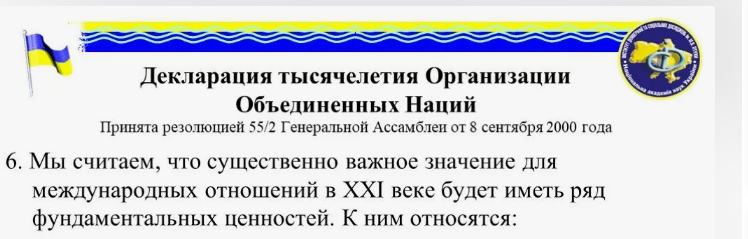 Декларация тысячелетия Организации
Объединенных Наций
Принята резолюцией 55/2 Генеральной Ассамблеи от 8 сентября 2000 года
6. Мы считаем, что существенно важное значение для
международных отношений в XXI веке будет иметь ряд
фундаментальных ценностей. К ним относятся: